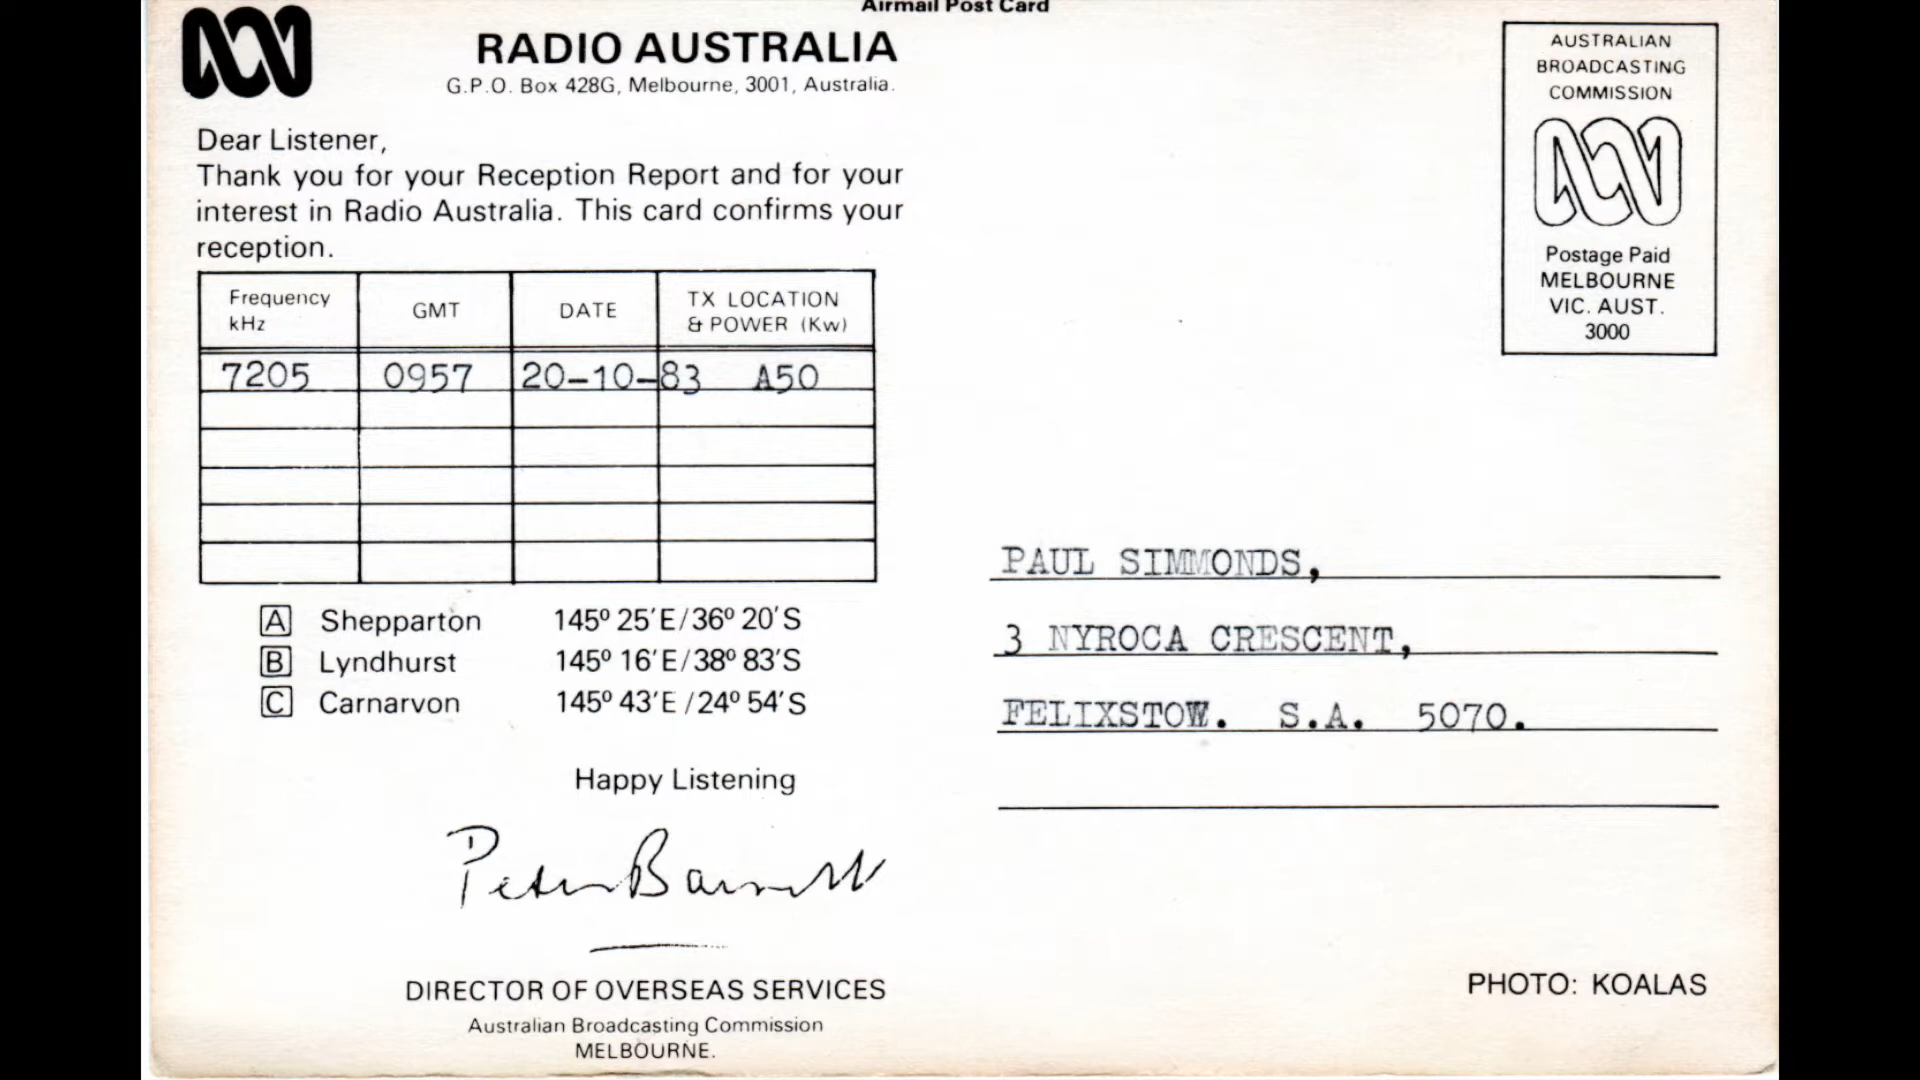 Airmail Post Card
RADIO AUSTRALIA
G.P.O. Box 428G, Melbourne, 3001, Australia.
Dear Listener,
Thank you for your Reception Report and for your
interest in Radio Australia. This card confirms your
reception.
Frequency kHz GMT DATE TX LOCATION & POWER (Kw)
7205 0957 20-10-83 A50
A Shepparton 145º 25′E/36º 20′S
B Lyndhurst 145º 16′E/38º 83′S
C Carnarvon 145º 43′E /24º 54′S
Happy Listening
Peter Barnett
DIRECTOR OF OVERSEAS SERVICES
Australian Broadcasting Commission
MELBOURNE.
AUSTRALIAN
BROADCASTING
COMMISSION
Postage Paid
MELBOURNE
VIC. AUST.
3000
PAUL SIMMONDS,
3 NYROCA CRESCENT,
FELIXSTOW. S.A. 5070.
PHOTO: KOALAS